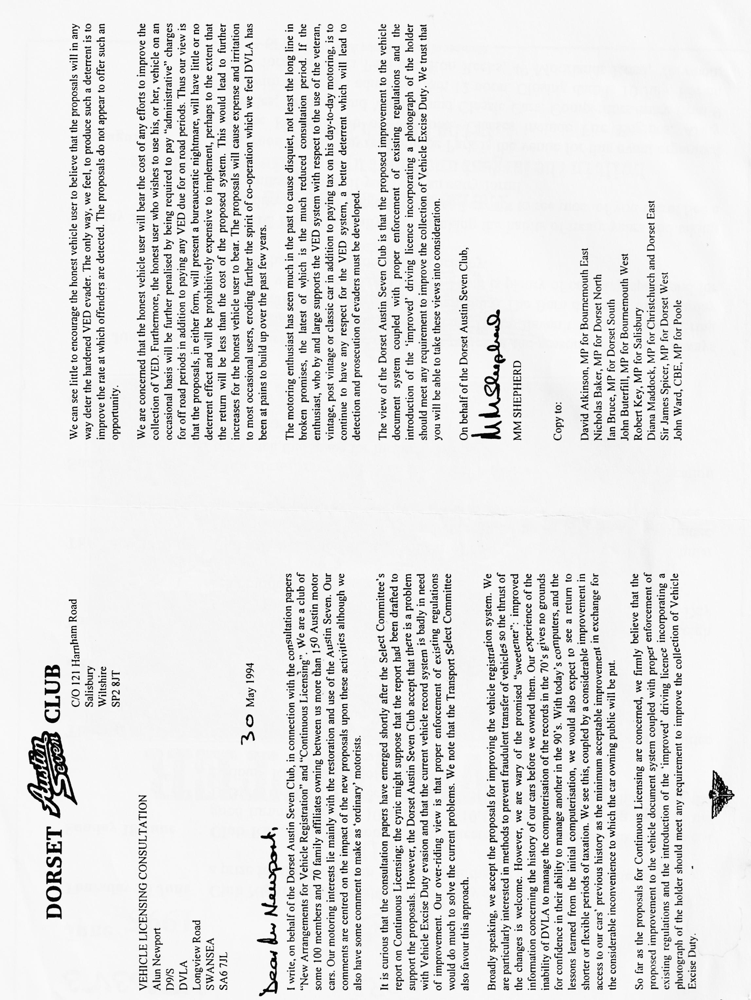 DORSET Austin Seven CLUB
C/O 121 Harnham Road
Salisbury
Wiltshire
SP2 8JT
VEHICLE LICENSING CONSULTATION
Alun Newport
D9/S
DVLA
Longview Road
SWANSEA
SA6 7JL
30 May 1994
Dear Mr Newport,
I write, on behalf of the Dorset Austin Seven Club, in connection with the consultation papers
“New Arrangements for Vehicle Registration” and “Continuous Licensing”. We are a club of
some 100 members and 70 family affiliates owning between us more than 150 Austin motor
cars. Our motoring interests lie mainly with the restoration and use of the Austin Seven. Our
comments are centred on the impact of the new proposals upon these activities although we
also have some comment to make as ‘ordinary’ motorists.
It is curious that the consultation papers have emerged shortly after the Select Committee’s
report on Continuous Licensing; the cynic might suppose that the report had been drafted to
support the proposals. However, the Dorset Austin Seven Club accept that there is a problem
with Vehicle Excise Duty evasion and that the current vehicle record system is badly in need
of improvement. Our over-riding view is that proper enforcement of existing regulations
would do much to solve the current problems. We note that the Transport Select Committee
also favour this approach.
Broadly speaking, we accept the proposals for improving the vehicle registration system. We
are particularly interested in methods to prevent fraudulent transfer of vehicles so the thrust of
the changes is welcome. However, we are wary of the promised “sweetener”: improved
information concerning the history of our cars before we owned them. Our experience of the
inability of DVLA to manage the computerisation of the records in the 70’s gives no grounds
for confidence in their ability to manage another in the 90’s. With today’s computers, and the
lessons learned from the initial computerisation, we would also expect to see a return to
shorter or flexible periods of taxation. We see this, coupled by a considerable improvement in
access to our cars’ previous history as the minimum acceptable improvement in exchange for
the considerable inconvenience to which the car owning public will be put.
So far as the proposals for Continuous Licensing are concerned, we firmly believe that the
proposed improvement to the vehicle document system coupled with proper enforcement of
existing regulations and the introduction of the ‘improved’ driving licence incorporating a
photograph of the holder should meet any requirement to improve the collection of Vehicle
Excise Duty.
We can see little to encourage the honest vehicle user to believe that the proposals will in any
way deter the hardened VED evader. The only way, we feel, to produce such a deterrent is to
improve the rate at which offenders are detected. The proposals do not appear to offer such an
opportunity.
We are concerned that the honest vehicle user will bear the cost of any efforts to improve the
collection of VED. Furthermore, the honest user who wishes to use his, or her, vehicle on an
occasional basis will be further penalised by being required to pay “administrative” charges
for off road periods in addition to paying any VED due for on road periods. Thus our view is
that the proposals, in either form, will present a bureaucratic nightmare, will have little or no
deterrent effect and will be prohibitively expensive to implement, perhaps to the extent that
the return will be less than the cost of the proposed system. This would lead to further
increases for the honest vehicle user to bear. The proposals will cause expense and irritation
to most occasional users, eroding further the spirit of co-operation which we feel DVLA has
been at pains to build up over the past few years.
The motoring enthusiast has seen much in the past to cause disquiet, not least the long line in
broken promises, the latest of which is the much reduced consultation period. If the
enthusiast, who by and large supports the VED system with respect to the use of the veteran,
vintage, post vintage or classic car in addition to paying tax on his day-to-day motoring, is to
continue to have any respect for the VED system, a better deterrent which will lead to
detection and prosecution of evaders must be developed.
The view of the Dorset Austin Seven Club is that the proposed improvement to the vehicle
document system coupled with proper enforcement of existing regulations and the
introduction of the ‘improved’ driving licence incorporating a photograph of the holder
should meet any requirement to improve the collection of Vehicle Excise Duty. We trust that
you will be able to take these views into consideration.
On behalf of the Dorset Austin Seven Club,
MM Shepherd
MM SHEPHERD
Copy to:
David Atkinson, MP for Bournemouth East
Nicholas Baker, MP for Dorset North
Ian Bruce, MP for Dorset South
John Buterfill, MP for Bournemouth West
Robert Key, MP for Salisbury
Diana Maddock, MP for Christchurch and Dorset East
Sir James Spicer, MP for Dorset West
John Ward, CBE, MP for Poole